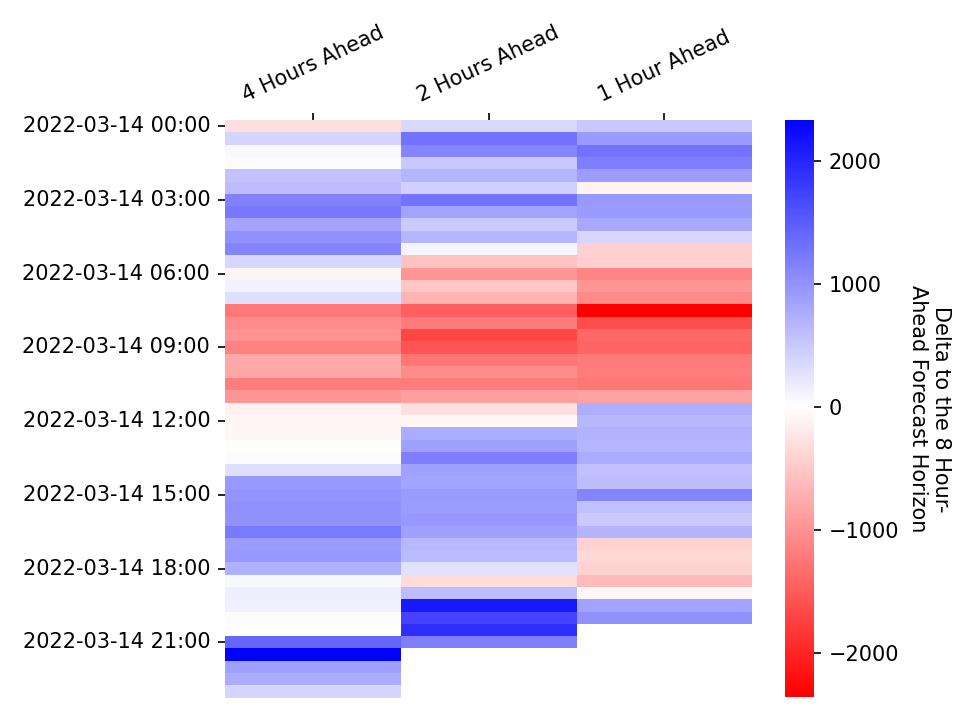 4 Hours Ahead
2 Hours Ahead
1 Hour Ahead
2022-03-14 00:00
2022-03-14 03:00
2022-03-14 06:00
2022-03-14 09:00
2022-03-14 12:00
2022-03-14 15:00
2022-03-14 18:00
2022-03-14 21:00
2000
1000
0
−1000
−2000
Delta to the 8 Hour-
Ahead Forecast Horizon